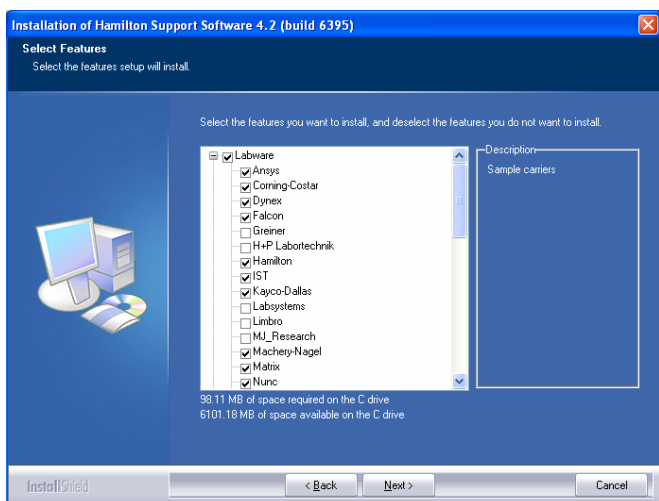 Installation of Hamilton Support Software 4.2 (build 6395)
Select Features
Select the features setup will install.
Select the features you want to install, and deselect the features you do not want to install.
Labware
Ansys
Corning-Costar
Dynex
Falcon
Greiner
H+P Labortechnik
Hamilton
IST
Kayco-Dallas
Labsystems
Limbro
MJ_Research
Machery-Nagel
Matrix
Nunc
Description
Sample carriers
98.11 MB of space required on the C drive
6101.18 MB of space available on the C drive
InstallShield
< Back
Next >
Cancel